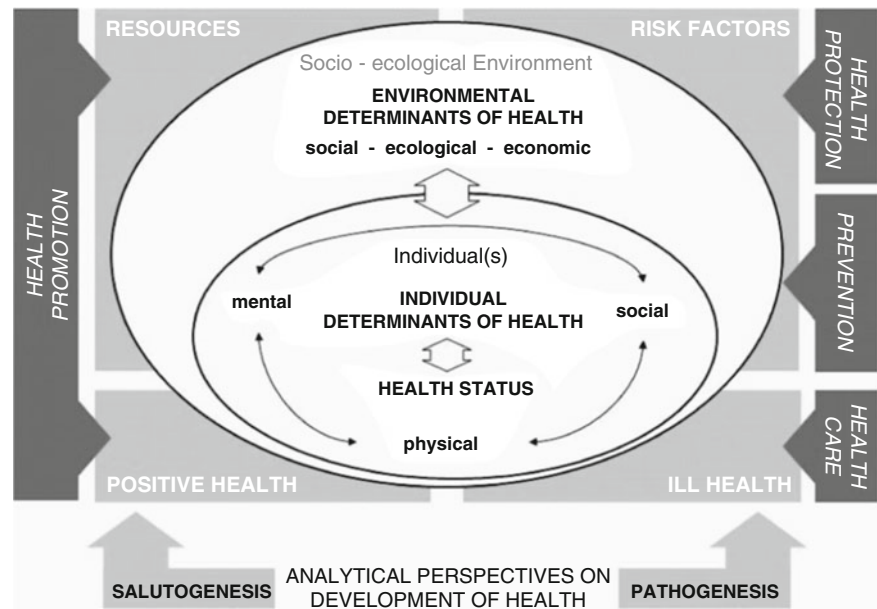 RESOURCES
RISK FACTORS
HEALTH
PROMOTION
HEALTH
PROTECTION
PREVENTION
HEALTH
CARE
Socio - ecological Environment
ENVIRONMENTAL
DETERMINANTS OF HEALTH
social - ecological - economic
Individual(s)
mental
INDIVIDUAL
DETERMINANTS OF HEALTH
social
HEALTH STATUS
physical
POSITIVE HEALTH
ILL HEALTH
SALUTOGENESIS
ANALYTICAL PERSPECTIVES ON
DEVELOPMENT OF HEALTH
PATHOGENESIS